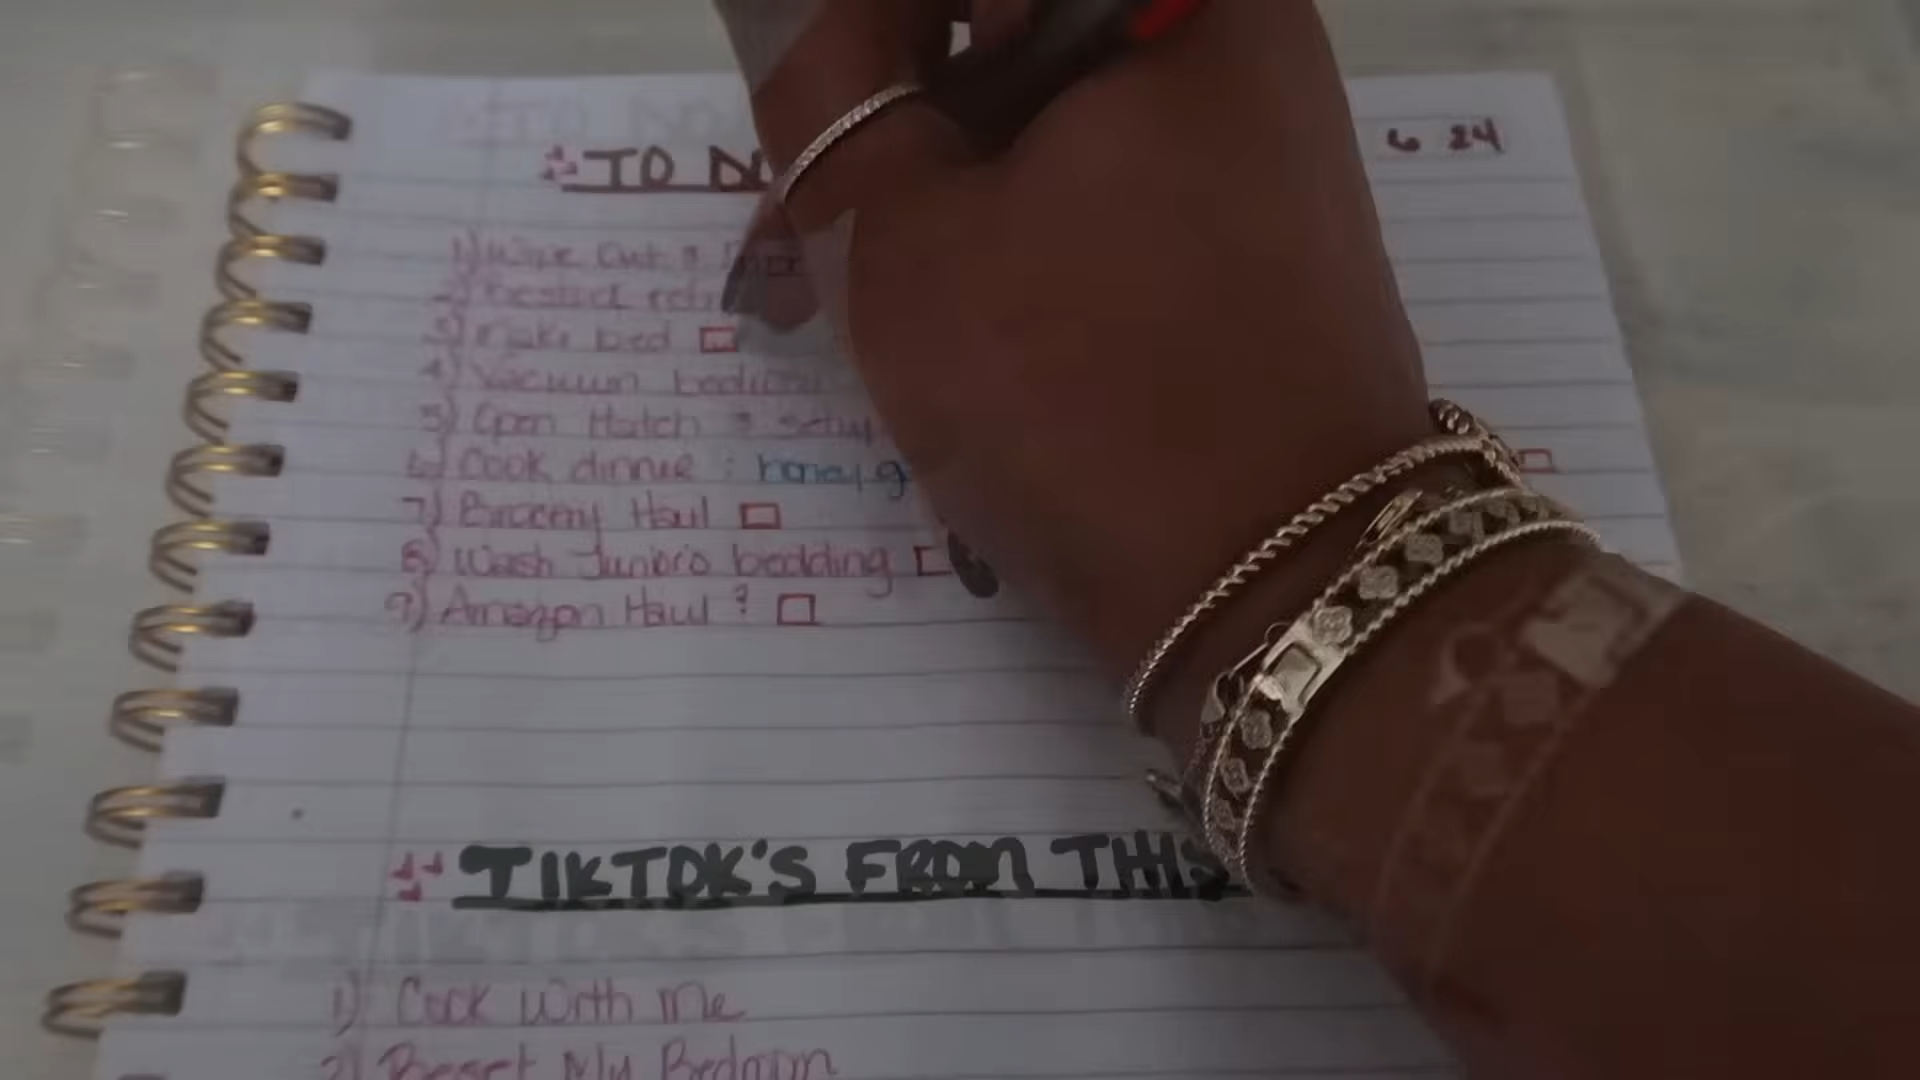 TO
6 24
1) Wipe Out &
2) Restock
3) Make bed
4) Vacuum bedroom
5) Open Hatch & setup
6) Cook dinner : honey g
7) Grocery Haul
8) Wash Junior's bedding
9) Amazon Haul ?
TIKTOK'S FROM THIS
1) Cook With Me
2) Reset My Bedroom